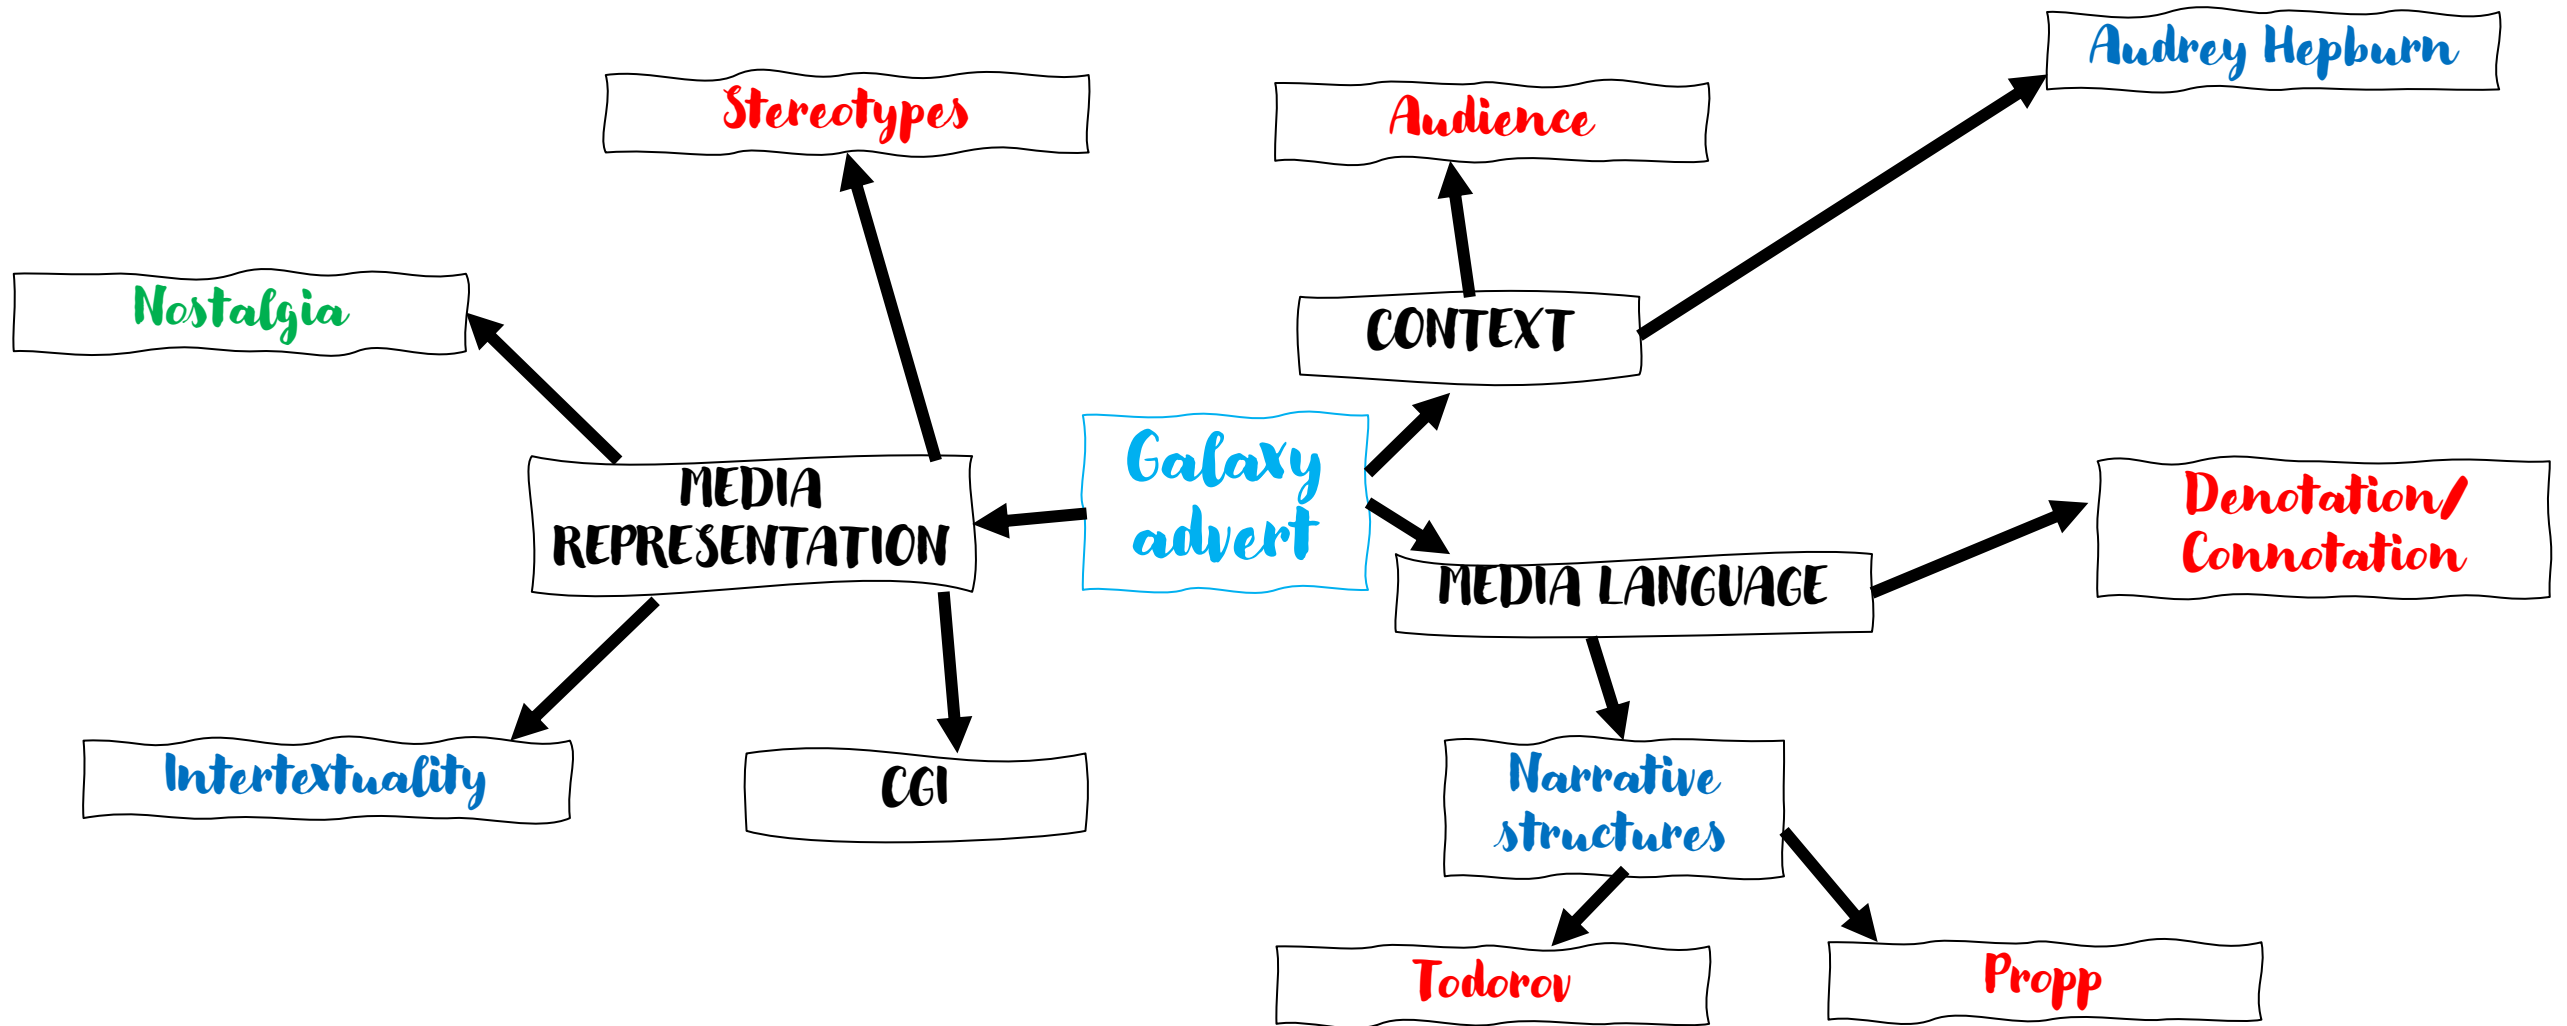 Audrey Hepburn
Stereotypes
Audience
Nostalgia
CONTEXT
Galaxy
advert
MEDIA
REPRESENTATION
Denotation/
Connotation
MEDIA LANGUAGE
Intertextuality
CGI
Narrative
structures
Todorov
Propp